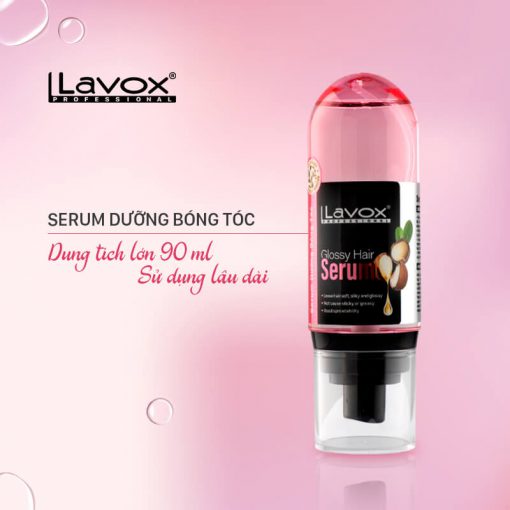 Lavox®
PROFESSIONAL
SERUM DƯỠNG BÓNG TÓC
Dung tích lớn 90 ml
Sử dụng lâu dài
Lavox®
PROFESSIONAL
Glossy Hair
Serum